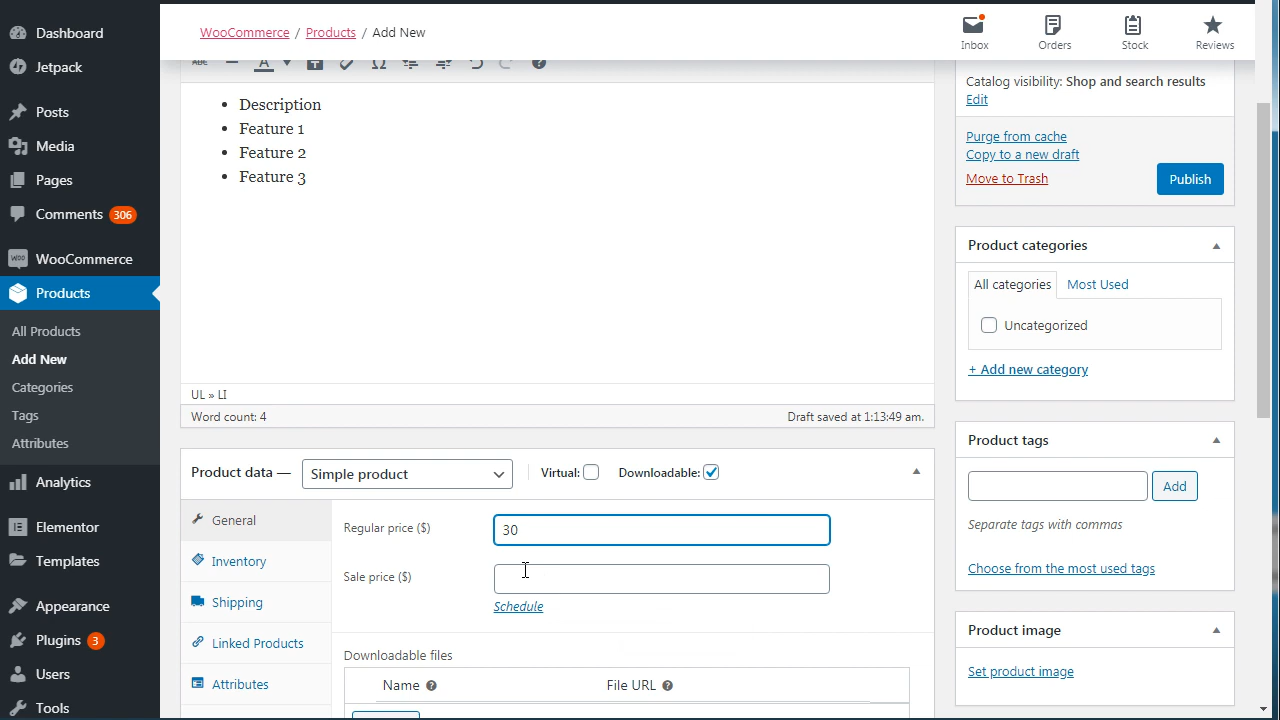 WooCommerce / Products / Add New
Inbox
Orders
Stock
Reviews
Dashboard
Jetpack
Posts
Media
Pages
Comments 306
WooCommerce
Products
All Products
Add New
Categories
Tags
Attributes
Analytics
Elementor
Templates
Appearance
Plugins 3
Users
Tools
Description
Feature 1
Feature 2
Feature 3
UL » LI
Word count: 4
Draft saved at 1:13:49 am.
Product data —
Simple product
Virtual:
Downloadable:
General
Inventory
Shipping
Linked Products
Attributes
Regular price ($)
30
Sale price ($)
Schedule
Downloadable files
Name
File URL
Catalog visibility: Shop and search results
Edit
Purge from cache
Copy to a new draft
Move to Trash
Publish
Product categories
All categories
Most Used
Uncategorized
+ Add new category
Product tags
Add
Separate tags with commas
Choose from the most used tags
Product image
Set product image